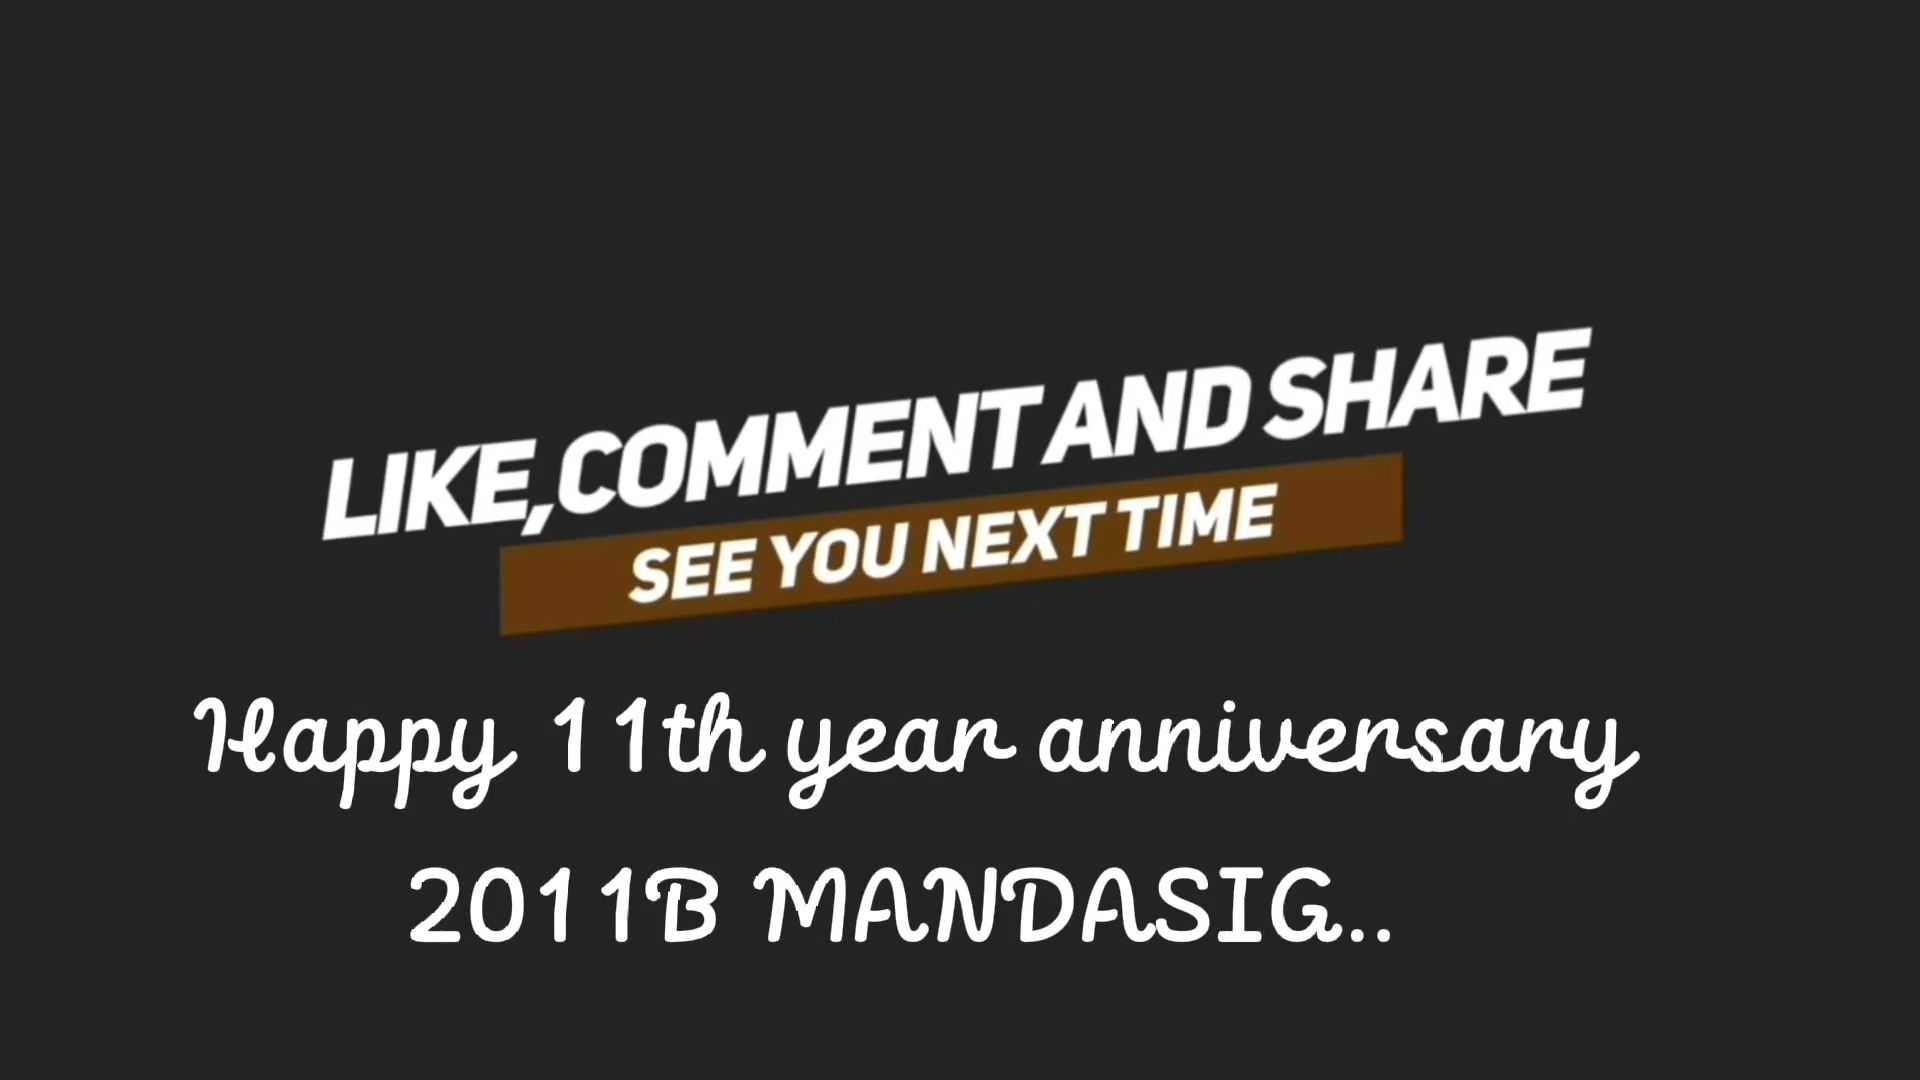 LIKE,COMMENT AND SHARE
SEE YOU NEXT TIME
Happy 11th year anniversary
2011B MANDASIG..